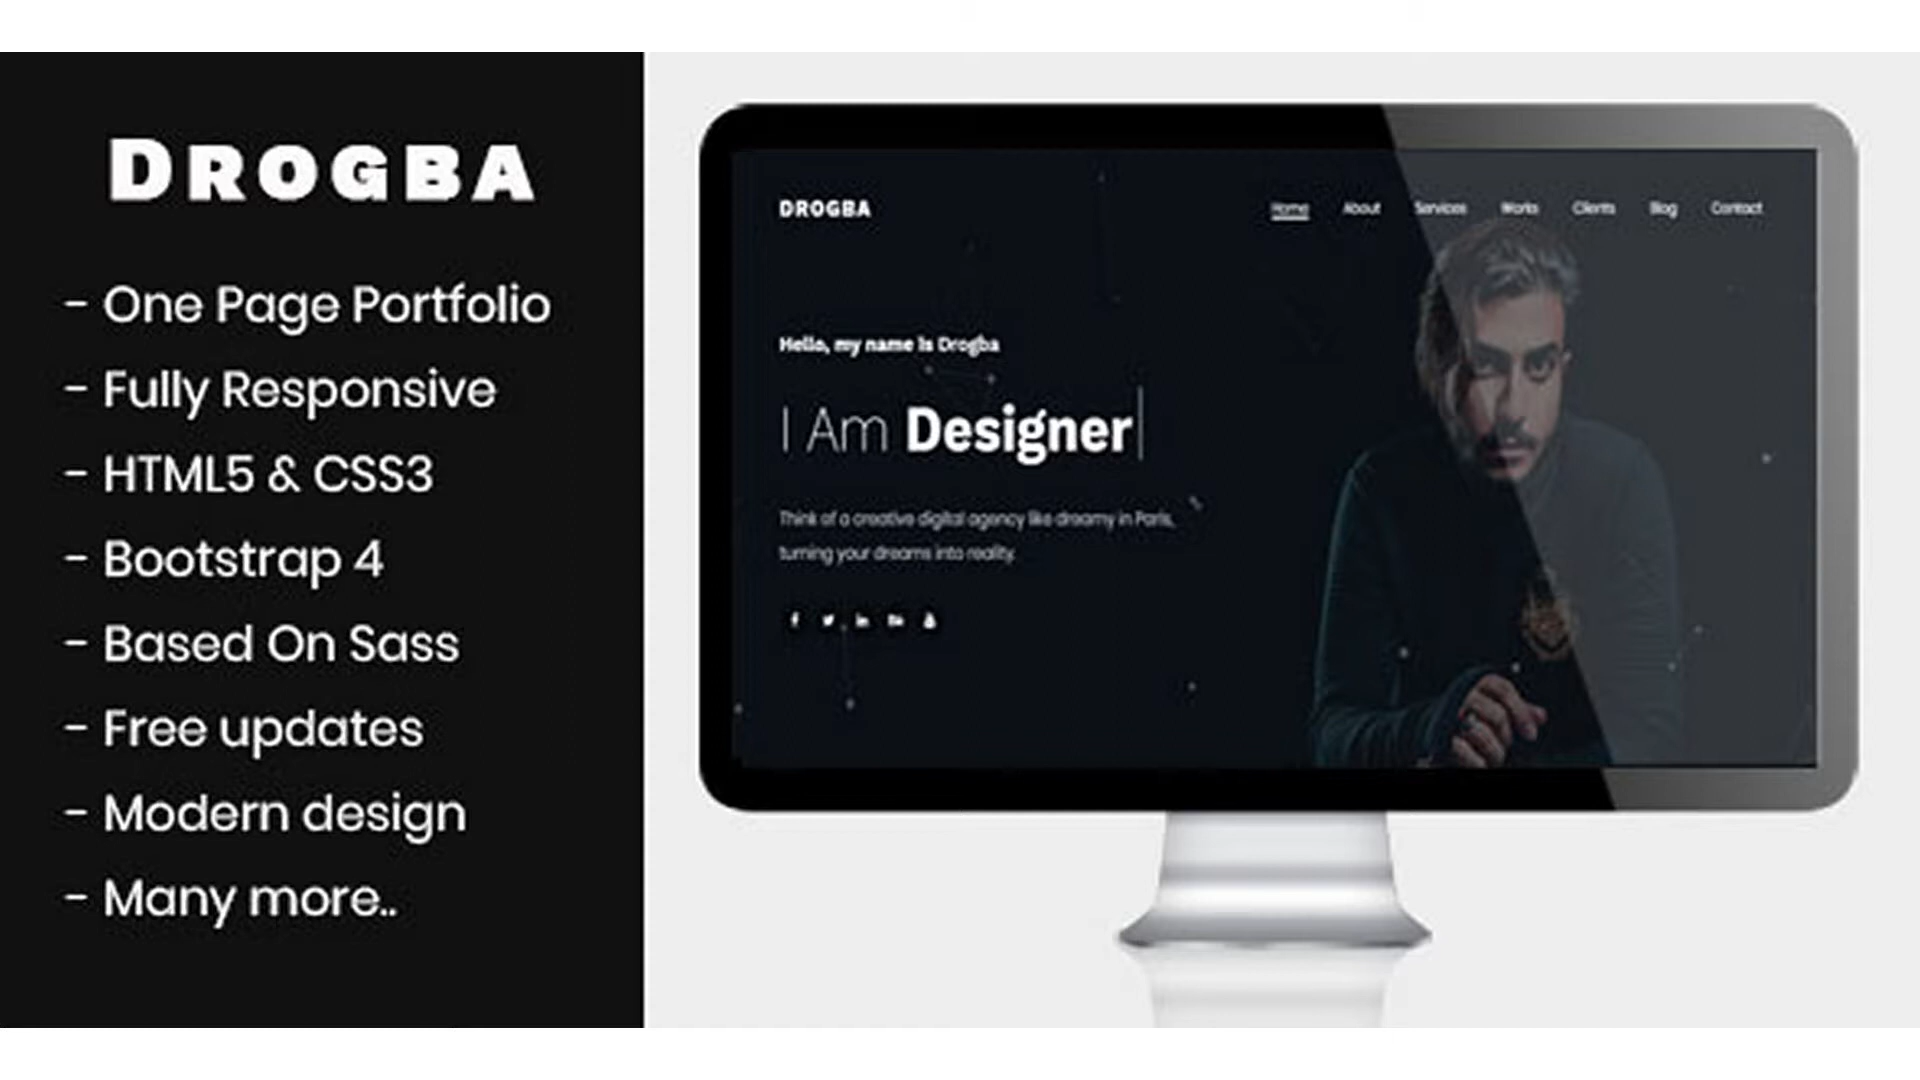 DROGBA
- One Page Portfolio
- Fully Responsive
- HTML5 & CSS3
- Bootstrap 4
- Based On Sass
- Free updates
- Modern design
- Many more..
DROGBA
Home About Services Works Clients Blog Contact
Hello, my name is Drogba
I Am Designer
Think of a creative digital agency like dreamy in Paris,
turning your dreams into reality.